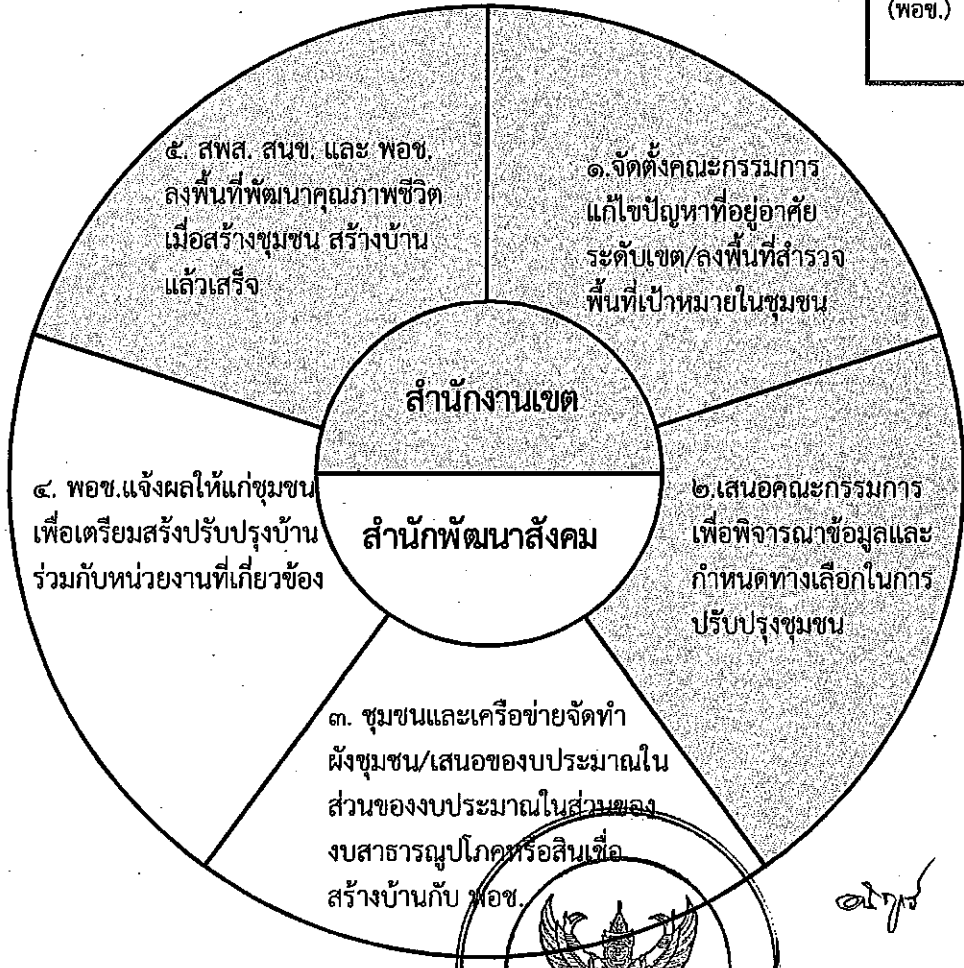 (พอช.)
๕. สพส. สนข. และ พอช.
ลงพื้นที่พัฒนาคุณภาพชีวิต
เมื่อสร้างชุมชน สร้างบ้าน
แล้วเสร็จ
๑.จัดตั้งคณะกรรมการ
แก้ไขปัญหาที่อยู่อาศัย
ระดับเขต/ลงพื้นที่สำรวจ
พื้นที่เป้าหมายในชุมชน
สำนักงานเขต
สำนักพัฒนาสังคม
๔. พอช.แจ้งผลให้แก่ชุมชน
เพื่อเตรียมสร้งปรับปรุงบ้าน
ร่วมกับหน่วยงานที่เกี่ยวข้อง
๒.เสนอคณะกรรมการ
เพื่อพิจารณาข้อมูลและ
กำหนดทางเลือกในการ
ปรับปรุงชุมชน
๓. ชุมชนและเครือข่ายจัดทำ
ผังชุมชน/เสนอของบประมาณใน
ส่วนของงบประมาณในส่วนของ
งบสาธารณูปโภคหรือสินเชื่อ
สร้างบ้านกับ พอช.